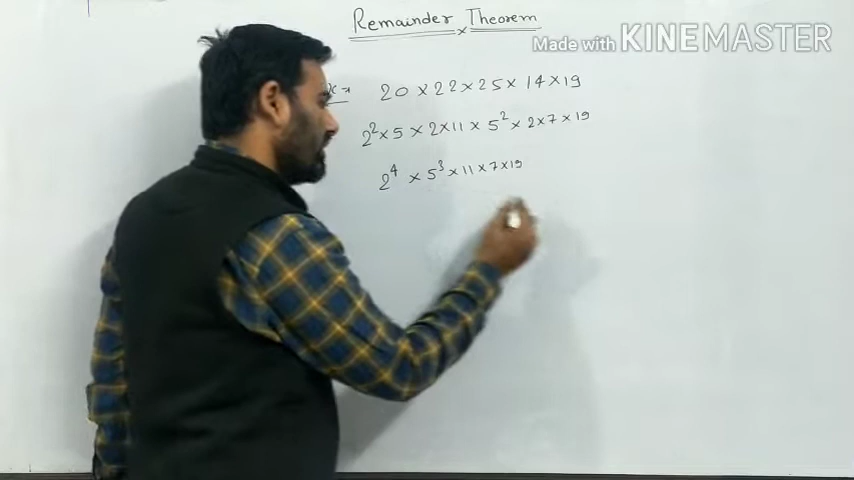 Remainder Theorem
Made with KINEMASTER
20 × 22 × 25 × 14 × 19
2² × 5 × 2 × 11 × 5² × 2 × 7 × 19
2⁴ × 5³ × 11 × 7 × 19